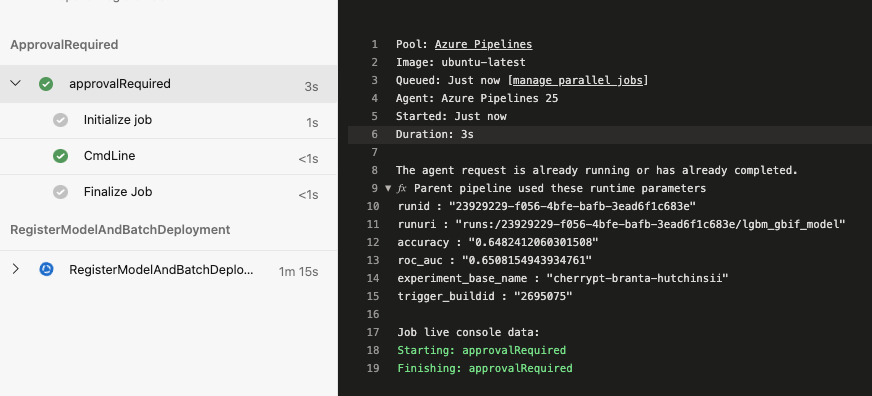 ApprovalRequired
approvalRequired 3s
Initialize job 1s
CmdLine <1s
Finalize Job <1s
RegisterModelAndBatchDeployment
RegisterModelAndBatchDeplo... 1m 15s
1 Pool: Azure Pipelines
2 Image: ubuntu-latest
3 Queued: Just now [manage parallel jobs]
4 Agent: Azure Pipelines 25
5 Started: Just now
6 Duration: 3s
7
8 The agent request is already running or has already completed.
9 ▼ fx Parent pipeline used these runtime parameters
10 runid : "23929229-f056-4bfe-bafb-3ead6f1c683e"
11 runuri : "runs:/23929229-f056-4bfe-bafb-3ead6f1c683e/lgbm_gbif_model"
12 accuracy : "0.6482412060301508"
13 roc_auc : "0.6508154943934761"
14 experiment_base_name : "cherrypt-branta-hutchinsii"
15 trigger_buildid : "2695075"
16
17 Job live console data:
18 Starting: approvalRequired
19 Finishing: approvalRequired